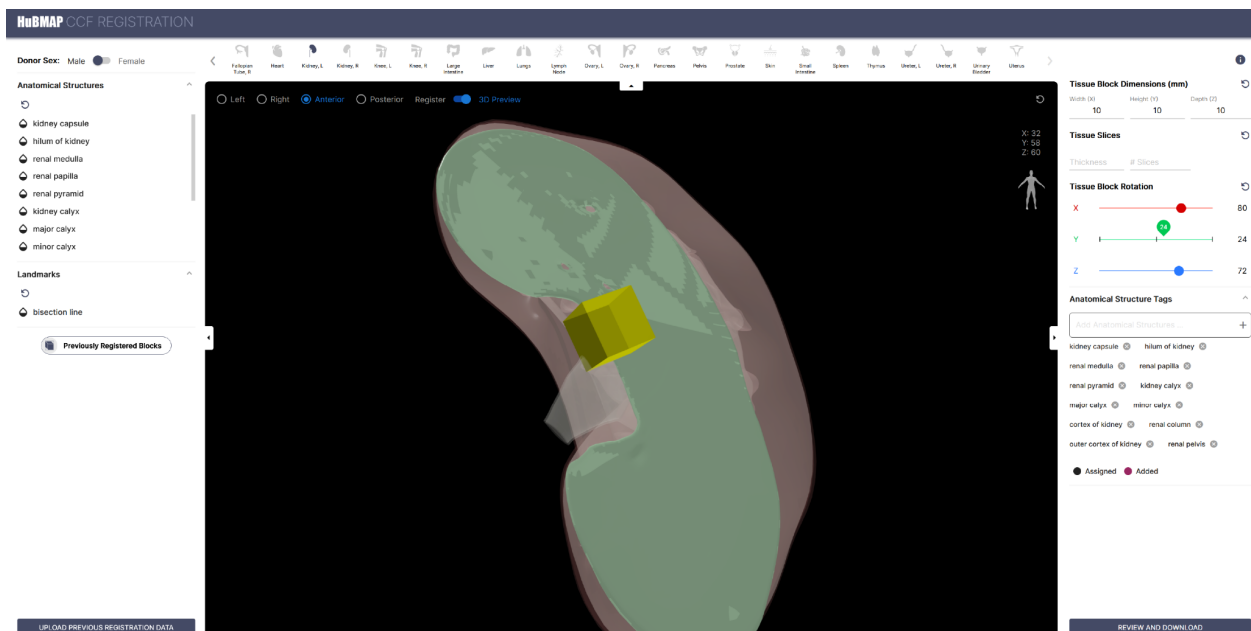 HuBMAP CCF REGISTRATION
Donor Sex: Male Female
Fallopian Tube, R
Heart
Kidney, L
Kidney, R
Knee, L
Knee, R
Large Intestine
Liver
Lungs
Lymph Node
Ovary, L
Ovary, R
Pancreas
Pelvis
Prostate
Skin
Small Intestine
Spleen
Thymus
Ureter, L
Ureter, R
Urinary Bladder
Uterus
Anatomical Structures
kidney capsule
hilum of kidney
renal medulla
renal papilla
renal pyramid
kidney calyx
major calyx
minor calyx
Landmarks
bisection line
Previously Registered Blocks
UPLOAD PREVIOUS REGISTRATION DATA
Left Right Anterior Posterior Register 3D Preview
X: 32
Y: 58
Z: 60
Tissue Block Dimensions (mm)
Width (X) Height (Y) Depth (Z)
10 10 10
Tissue Slices
Thickness # Slices
Tissue Block Rotation
X 80
24
Y 24
Z 72
Anatomical Structure Tags
Add Anatomical Structures ...
kidney capsule hilum of kidney
renal medulla renal papilla
renal pyramid kidney calyx
major calyx minor calyx
cortex of kidney renal column
outer cortex of kidney renal pelvis
Assigned Added
REVIEW AND DOWNLOAD